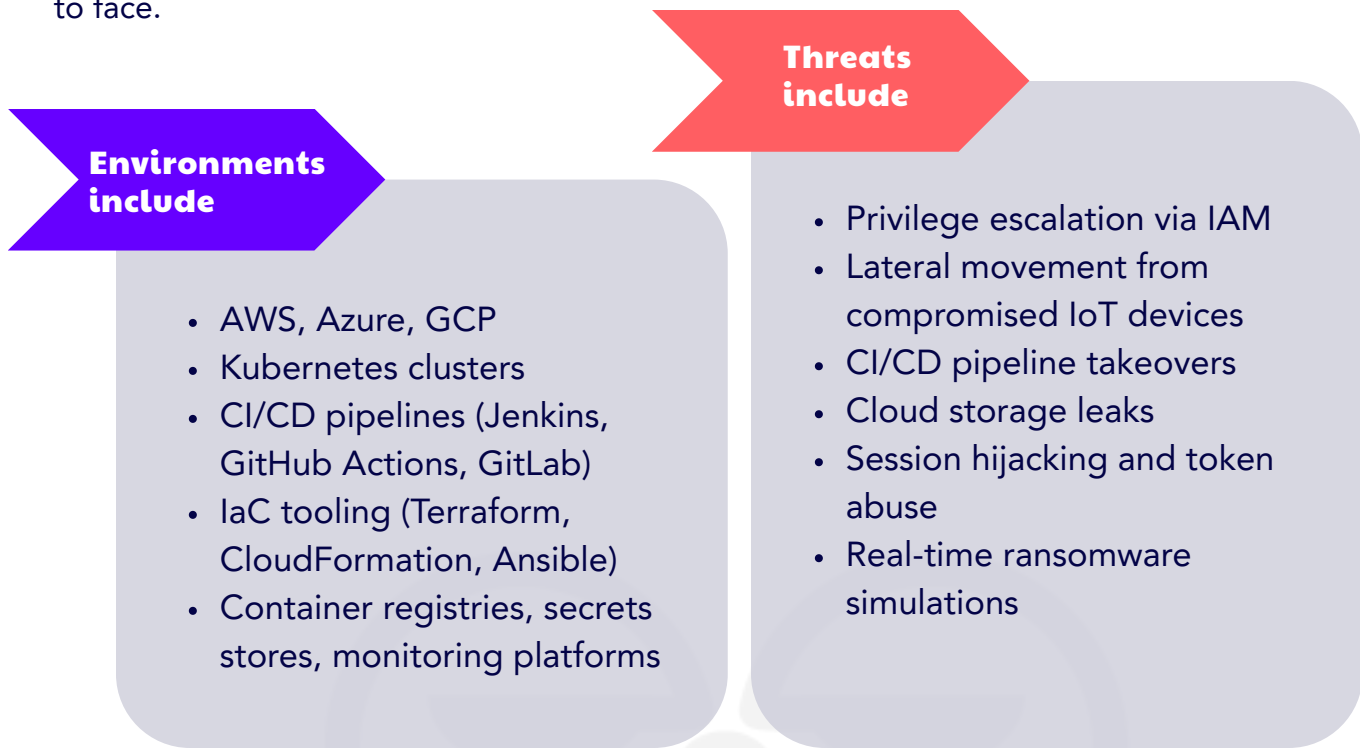 to face.
Environments
include
• AWS, Azure, GCP
• Kubernetes clusters
• CI/CD pipelines (Jenkins,
GitHub Actions, GitLab)
• IaC tooling (Terraform,
CloudFormation, Ansible)
• Container registries, secrets
stores, monitoring platforms
Threats
include
• Privilege escalation via IAM
• Lateral movement from
compromised IoT devices
• CI/CD pipeline takeovers
• Cloud storage leaks
• Session hijacking and token
abuse
• Real-time ransomware
simulations